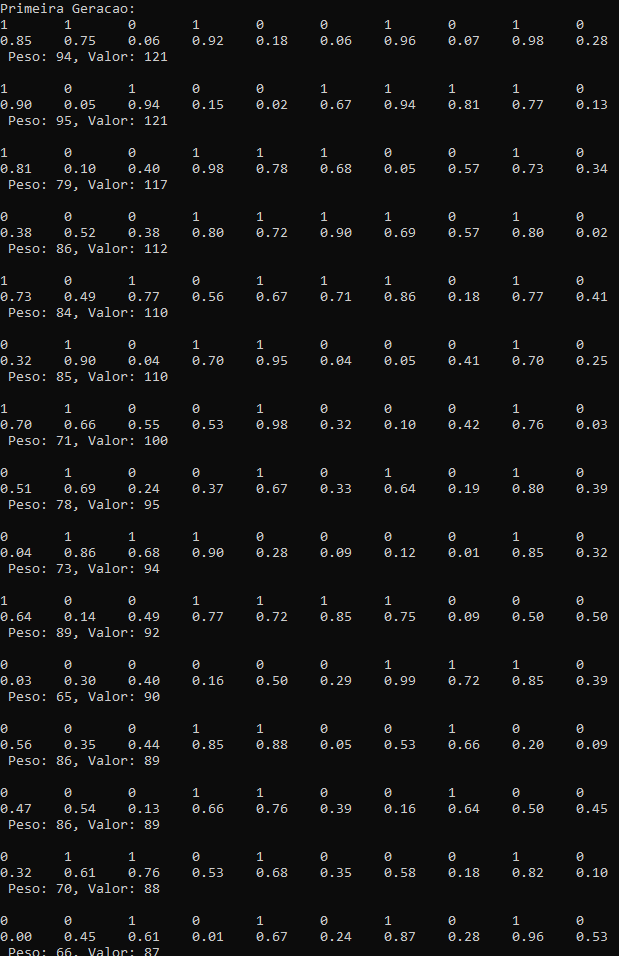 Primeira Geracao:
1 1 0 1 0 0 1 0 1 0
0.85 0.75 0.06 0.92 0.18 0.06 0.96 0.07 0.98 0.28
Peso: 94, Valor: 121
1 0 1 0 0 1 1 1 1 0
0.90 0.05 0.94 0.15 0.02 0.67 0.94 0.81 0.77 0.13
Peso: 95, Valor: 121
1 0 0 1 1 1 0 0 1 0
0.81 0.10 0.40 0.98 0.78 0.68 0.05 0.57 0.73 0.34
Peso: 79, Valor: 117
0 0 0 1 1 1 1 0 1 0
0.38 0.52 0.38 0.80 0.72 0.90 0.69 0.57 0.80 0.02
Peso: 86, Valor: 112
1 0 1 0 1 1 1 0 1 0
0.73 0.49 0.77 0.56 0.67 0.71 0.86 0.18 0.77 0.41
Peso: 84, Valor: 110
0 1 0 1 1 0 0 0 1 0
0.32 0.90 0.04 0.70 0.95 0.04 0.05 0.41 0.70 0.25
Peso: 85, Valor: 110
1 1 0 0 1 0 0 0 1 0
0.70 0.66 0.55 0.53 0.98 0.32 0.10 0.42 0.76 0.03
Peso: 71, Valor: 100
0 1 0 0 1 0 1 0 1 0
0.51 0.69 0.24 0.37 0.67 0.33 0.64 0.19 0.80 0.39
Peso: 78, Valor: 95
0 1 1 1 0 0 0 0 1 0
0.04 0.86 0.68 0.90 0.28 0.09 0.12 0.01 0.85 0.32
Peso: 73, Valor: 94
1 0 0 1 1 1 1 0 0 0
0.64 0.14 0.49 0.77 0.72 0.85 0.75 0.09 0.50 0.50
Peso: 89, Valor: 92
0 0 0 0 0 0 1 1 1 0
0.03 0.30 0.40 0.16 0.50 0.29 0.99 0.72 0.85 0.39
Peso: 65, Valor: 90
0 0 0 1 1 0 0 1 0 0
0.56 0.35 0.44 0.85 0.88 0.05 0.53 0.66 0.20 0.09
Peso: 86, Valor: 89
0 0 0 1 1 0 0 1 0 0
0.47 0.54 0.13 0.66 0.76 0.39 0.16 0.64 0.50 0.45
Peso: 86, Valor: 89
0 1 1 0 1 0 0 0 1 0
0.32 0.61 0.76 0.53 0.68 0.35 0.58 0.18 0.82 0.10
Peso: 70, Valor: 88
0 0 1 0 1 0 1 0 1 0
0.00 0.45 0.61 0.01 0.67 0.24 0.87 0.28 0.96 0.53
Peso: 66, Valor: 87